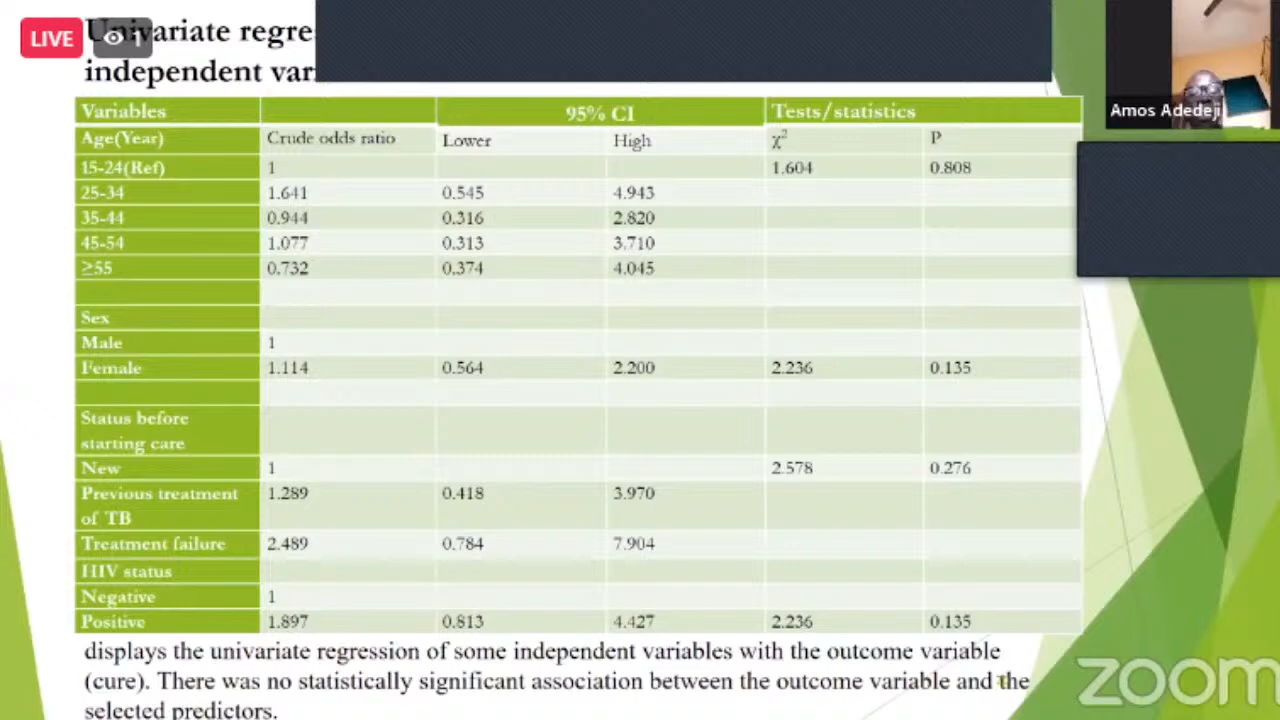 Univariate regre
LIVE 1
independent var
Amos Adedeji
Variables 95% CI Tests/statistics
Age(Year) Crude odds ratio Lower High χ² P
15-24(Ref) 1 1.604 0.808
25-34 1.641 0.545 4.943
35-44 0.944 0.316 2.820
45-54 1.077 0.313 3.710
≥55 0.732 0.374 4.045
Sex
Male 1
Female 1.114 0.564 2.200 2.236 0.135
Status before
starting care
New 1 2.578 0.276
Previous treatment
of TB 1.289 0.418 3.970
Treatment failure 2.489 0.784 7.904
HIV status
Negative 1
Positive 1.897 0.813 4.427 2.236 0.135
displays the univariate regression of some independent variables with the outcome variable
(cure). There was no statistically significant association between the outcome variable and the
selected predictors.
zoom